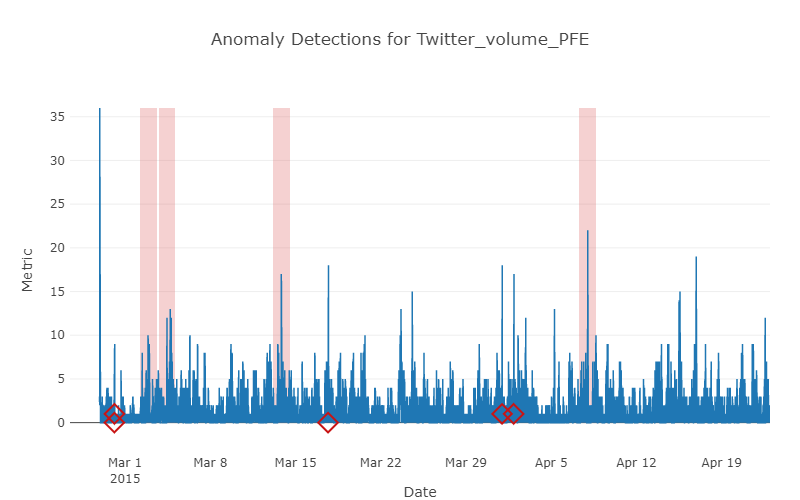 Anomaly Detections for Twitter_volume_PFE
35
30
25
20
15
10
5
0
Metric
Mar 1
2015
Mar 8
Mar 15
Mar 22
Mar 29
Apr 5
Apr 12
Apr 19
Date